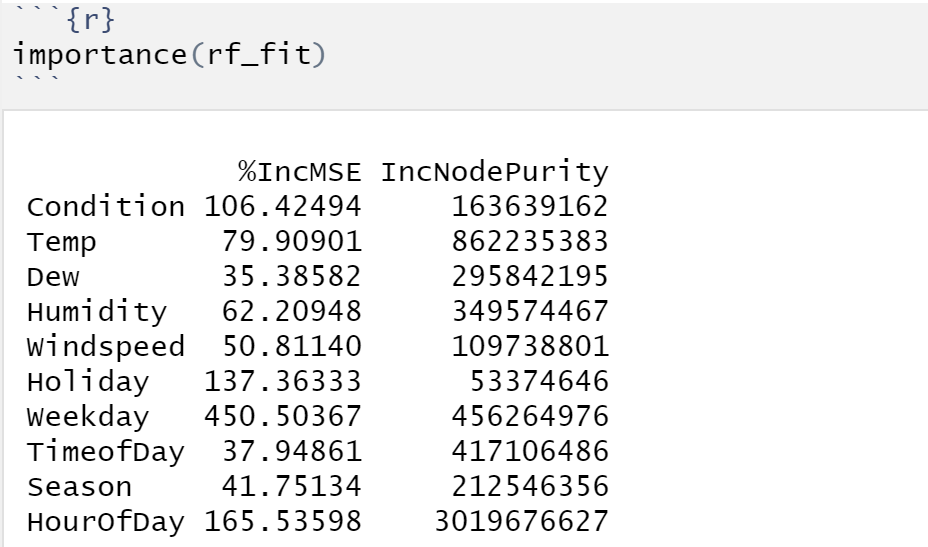 ```{r}
importance(rf_fit)
```
%IncMSE IncNodePurity
Condition 106.42494 163639162
Temp 79.90901 862235383
Dew 35.38582 295842195
Humidity 62.20948 349574467
Windspeed 50.81140 109738801
Holiday 137.36333 53374646
Weekday 450.50367 456264976
TimeofDay 37.94861 417106486
Season 41.75134 212546356
HourOfDay 165.53598 3019676627